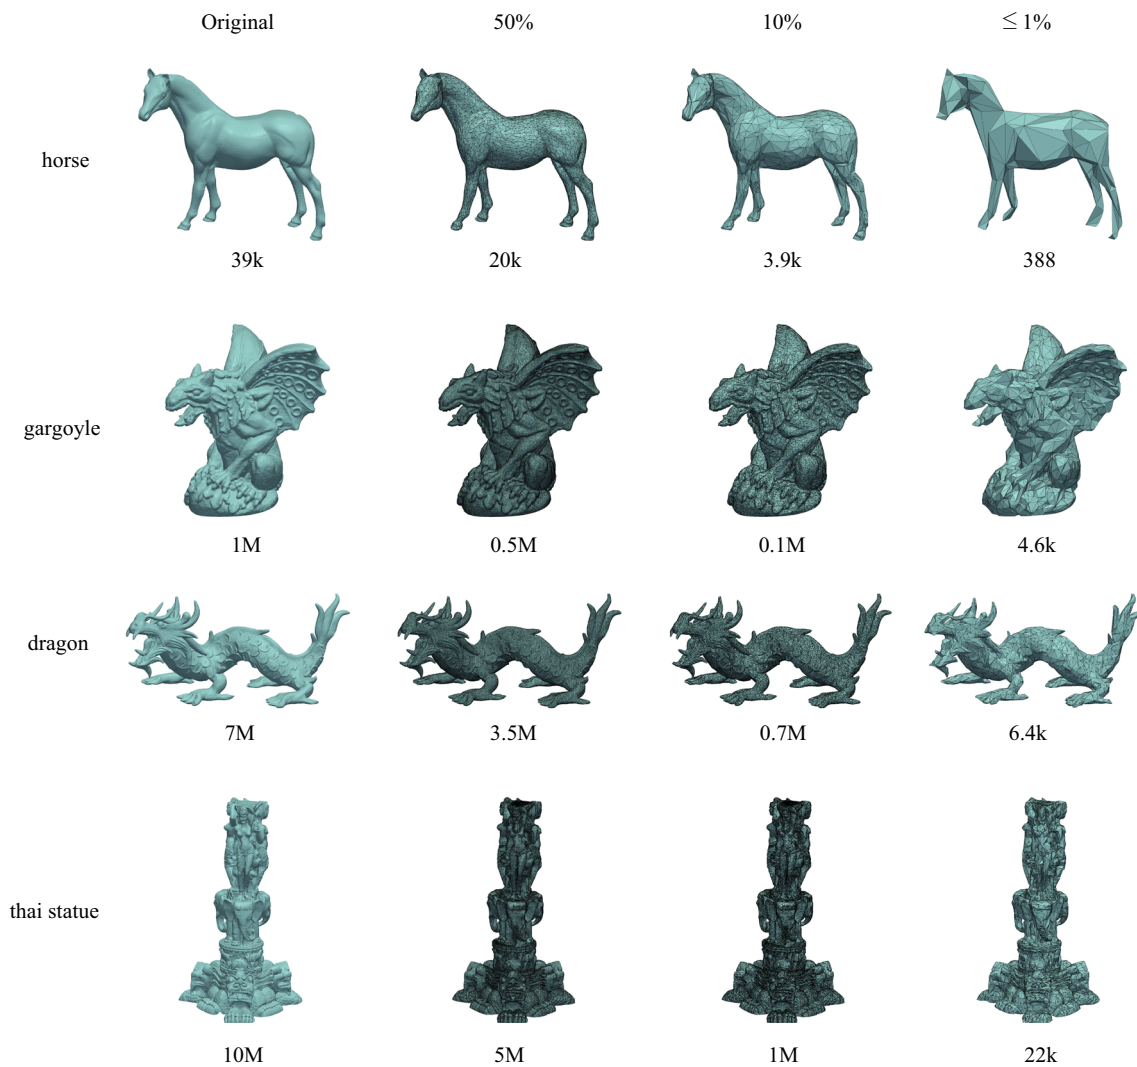 Original 50% 10% ≤ 1%
horse
39k 20k 3.9k 388
gargoyle
1M 0.5M 0.1M 4.6k
dragon
7M 3.5M 0.7M 6.4k
thai statue
10M 5M 1M 22k